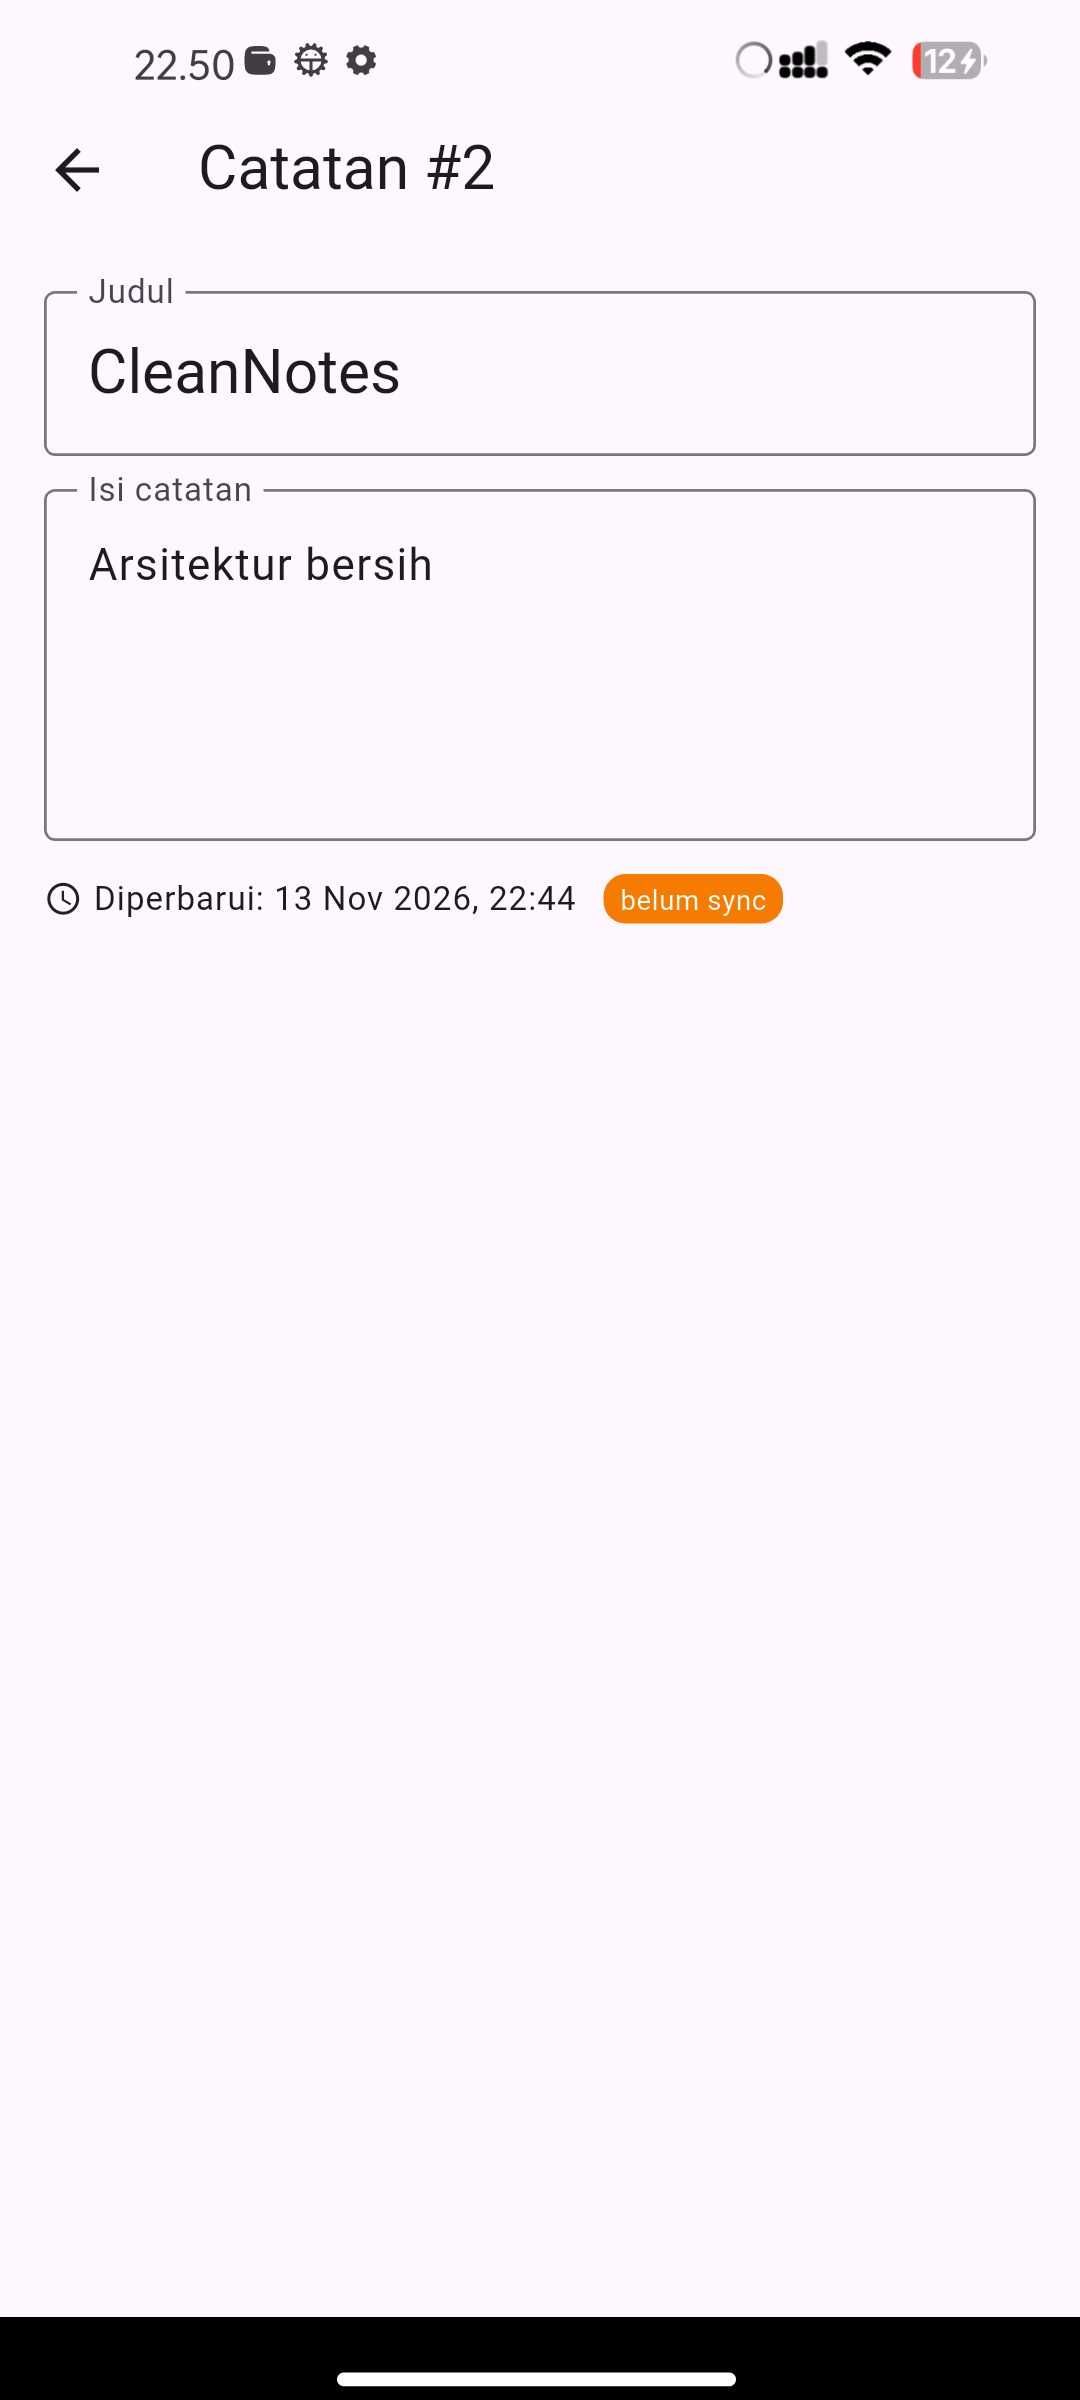 22.50
12
Catatan #2
Judul
CleanNotes
Isi catatan
Arsitektur bersih
Diperbarui: 13 Nov 2026, 22:44 belum sync